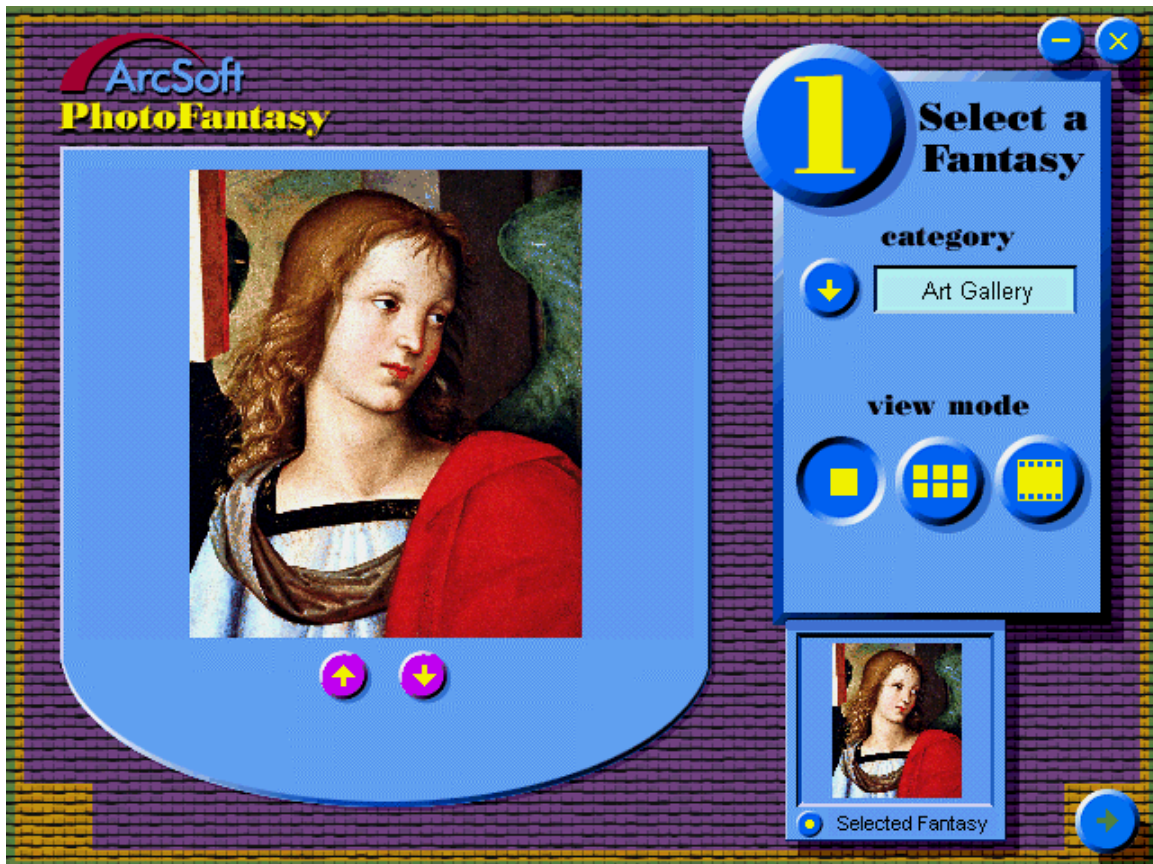 ArcSoft
PhotoFantasy
1
Select a
Fantasy
category
Art Gallery
view mode
Selected Fantasy